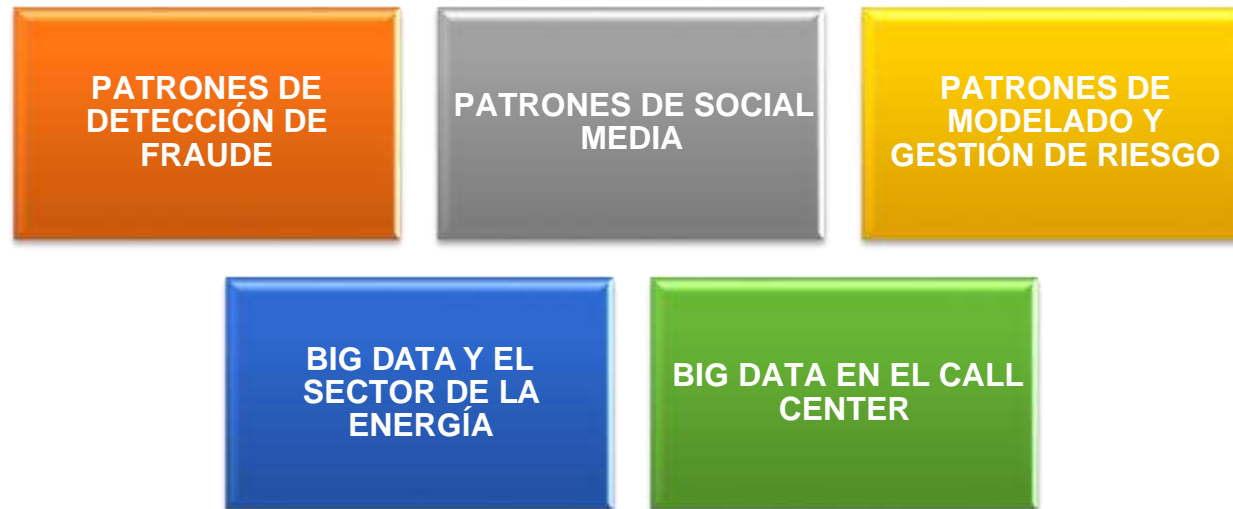 PATRONES DE
DETECCIÓN DE
FRAUDE
PATRONES DE SOCIAL
MEDIA
PATRONES DE
MODELADO Y
GESTIÓN DE RIESGO
BIG DATA Y EL
SECTOR DE LA
ENERGÍA
BIG DATA EN EL CALL
CENTER